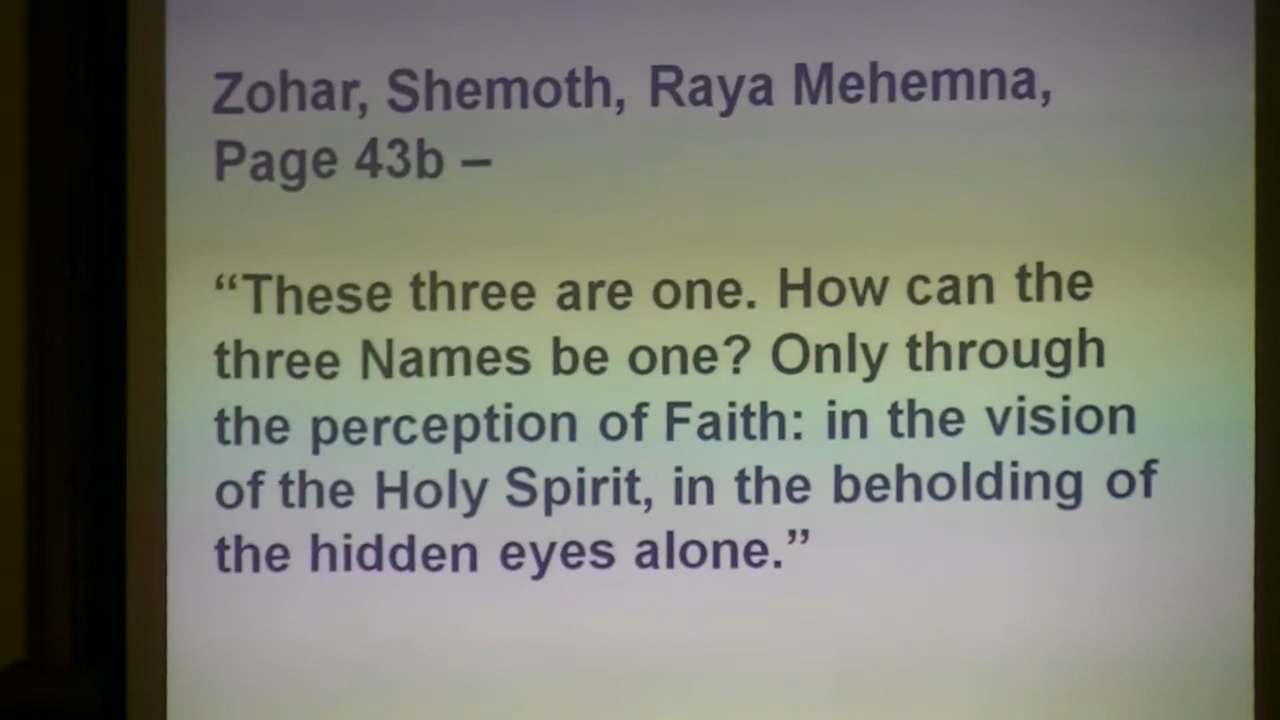 Zohar, Shemoth, Raya Mehemna,
Page 43b –
“These three are one. How can the
three Names be one? Only through
the perception of Faith: in the vision
of the Holy Spirit, in the beholding of
the hidden eyes alone.”